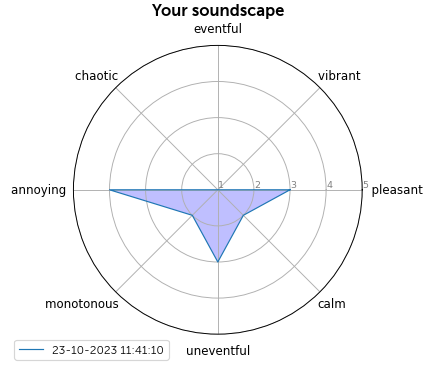 Your soundscape
eventful
chaotic
vibrant
annoying
1 2 3 4 5
pleasant
monotonous
calm
uneventful
23-10-2023 11:41:10